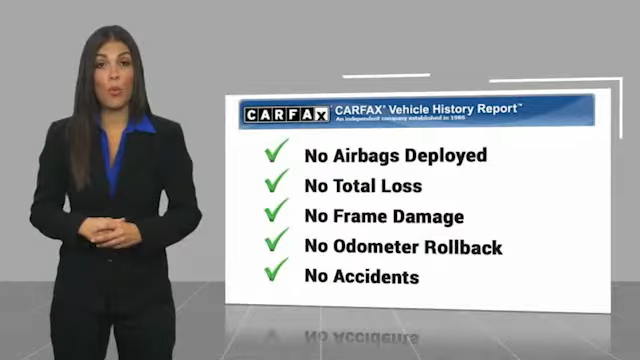 CARFAX CARFAX® Vehicle History Report™
An independent company established in 1986
No Airbags Deployed
No Total Loss
No Frame Damage
No Odometer Rollback
No Accidents